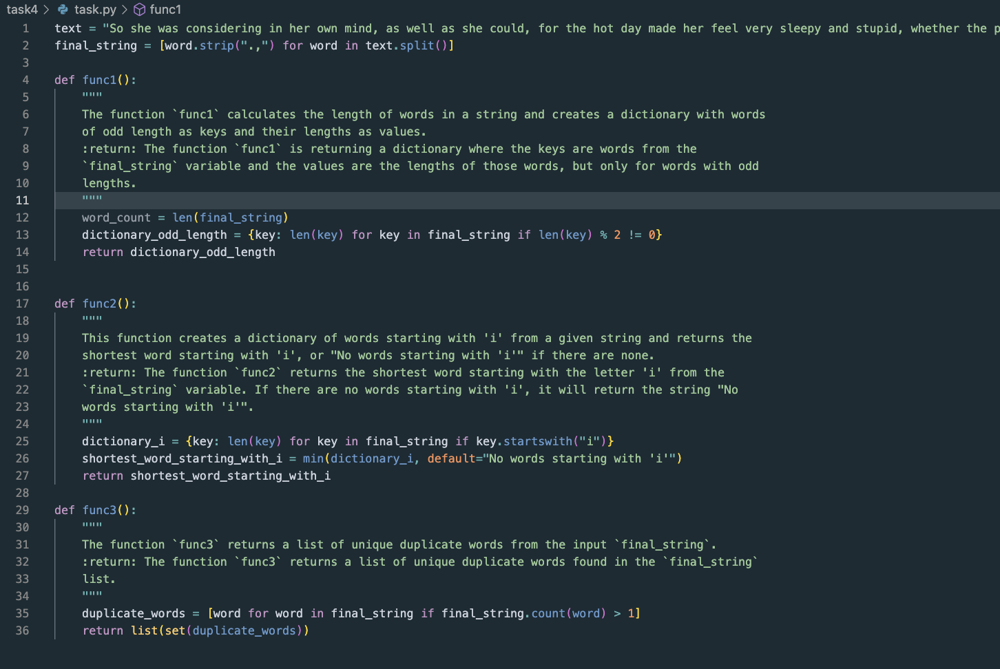 task4 > task.py > func1
1 text = "So she was considering in her own mind, as well as she could, for the hot day made her feel very sleepy and stupid, whether the p
2 final_string = [word.strip(".,") for word in text.split()]
3
4 def func1():
5     """
6     The function `func1` calculates the length of words in a string and creates a dictionary with words
7     of odd length as keys and their lengths as values.
8     :return: The function `func1` is returning a dictionary where the keys are words from the
9     `final_string` variable and the values are the lengths of those words, but only for words with odd
10     lengths.
11     """
12     word_count = len(final_string)
13     dictionary_odd_length = {key: len(key) for key in final_string if len(key) % 2 != 0}
14     return dictionary_odd_length
15
16
17 def func2():
18     """
19     This function creates a dictionary of words starting with 'i' from a given string and returns the
20     shortest word starting with 'i', or "No words starting with 'i'" if there are none.
21     :return: The function `func2` returns the shortest word starting with the letter 'i' from the
22     `final_string` variable. If there are no words starting with 'i', it will return the string "No
23     words starting with 'i'".
24     """
25     dictionary_i = {key: len(key) for key in final_string if key.startswith("i")}
26     shortest_word_starting_with_i = min(dictionary_i, default="No words starting with 'i'")
27     return shortest_word_starting_with_i
28
29 def func3():
30     """
31     The function `func3` returns a list of unique duplicate words from the input `final_string`.
32     :return: The function `func3` returns a list of unique duplicate words found in the `final_string`
33     list.
34     """
35     duplicate_words = [word for word in final_string if final_string.count(word) > 1]
36     return list(set(duplicate_words))